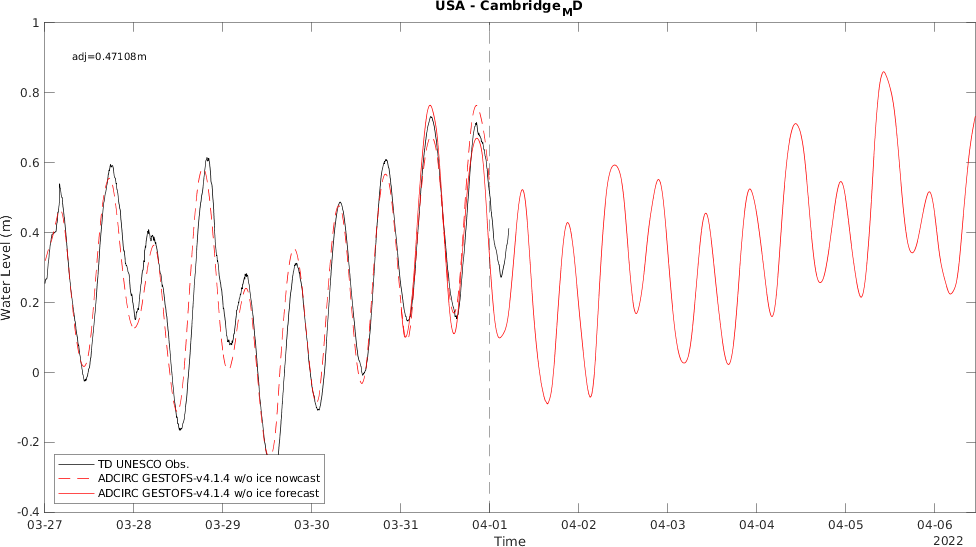 USA - Cambridge_MD
1
adj=0.47108m
0.8
0.6
0.4
0.2
0
-0.2
-0.4
Water Level (m)
TD UNESCO Obs.
ADCIRC GESTOFS-v4.1.4 w/o ice nowcast
ADCIRC GESTOFS-v4.1.4 w/o ice forecast
03-27 03-28 03-29 03-30 03-31 04-01 04-02 04-03 04-04 04-05 04-06
Time
2022